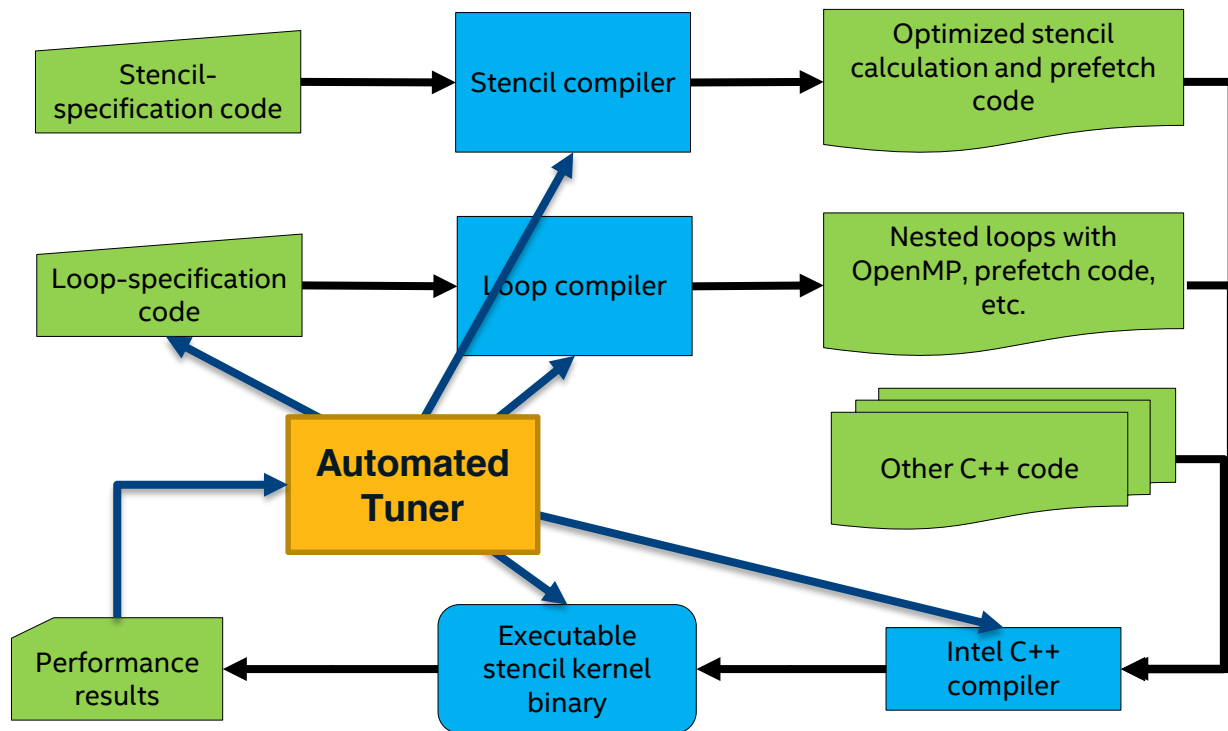 Stencil-
specification code
Stencil compiler
Optimized stencil
calculation and prefetch
code
Loop-specification
code
Loop compiler
Nested loops with
OpenMP, prefetch code,
etc.
Automated
Tuner
Other C++ code
Performance
results
Executable
stencil kernel
binary
Intel C++
compiler